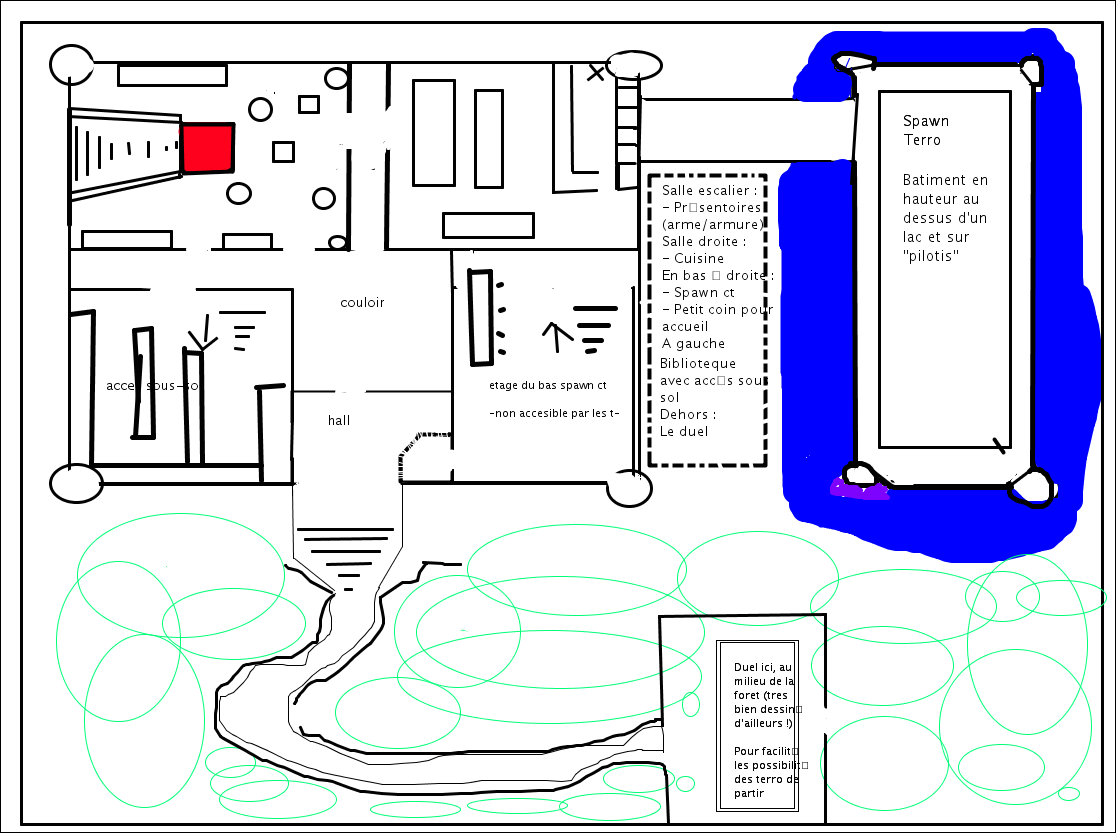 Spawn
Terro
Batiment en
hauteur au
dessus d'un
lac et sur
"pilotis"
Salle escalier :
- Pr□sentoires
(arme/armure)
Salle droite :
- Cuisine
En bas □ droite :
- Spawn ct
- Petit coin pour
accueil
A gauche
Biblioteque
avec acc□s sous
sol
Dehors :
Le duel
couloir
acces sous-sol
etage du bas spawn ct
-non accesible par les t-
hall
Duel ici, au
milieu de la
foret (tres
bien dessin□
d'ailleurs !)
Pour facilit□
les possibilit□
des terro de
partir